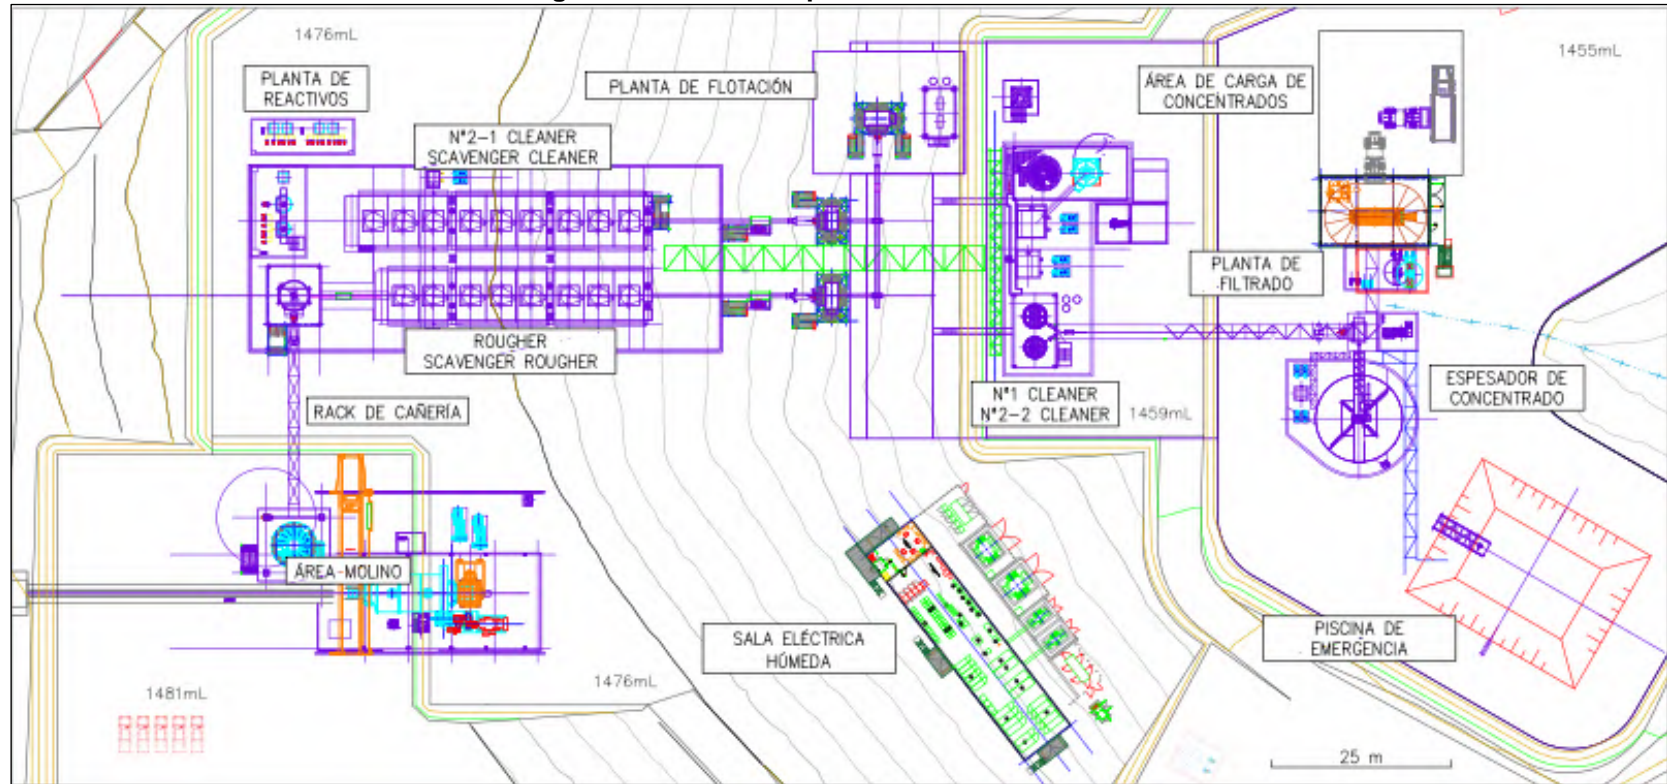 1476mL
1455mL
PLANTA DE
REACTIVOS
PLANTA DE FLOTACIÓN
ÁREA DE CARGA DE
CONCENTRADOS
N°2-1 CLEANER
SCAVENGER CLEANER
PLANTA DE
FILTRADO
ROUGHER
SCAVENGER ROUGHER
RACK DE CAÑERÍA
N°1 CLEANER
N°2-2 CLEANER
1459mL
ESPESADOR DE
CONCENTRADO
ÁREA-MOLINO
SALA ELÉCTRICA
HÚMEDA
PISCINA DE
EMERGENCIA
1481mL
1476mL
25 m